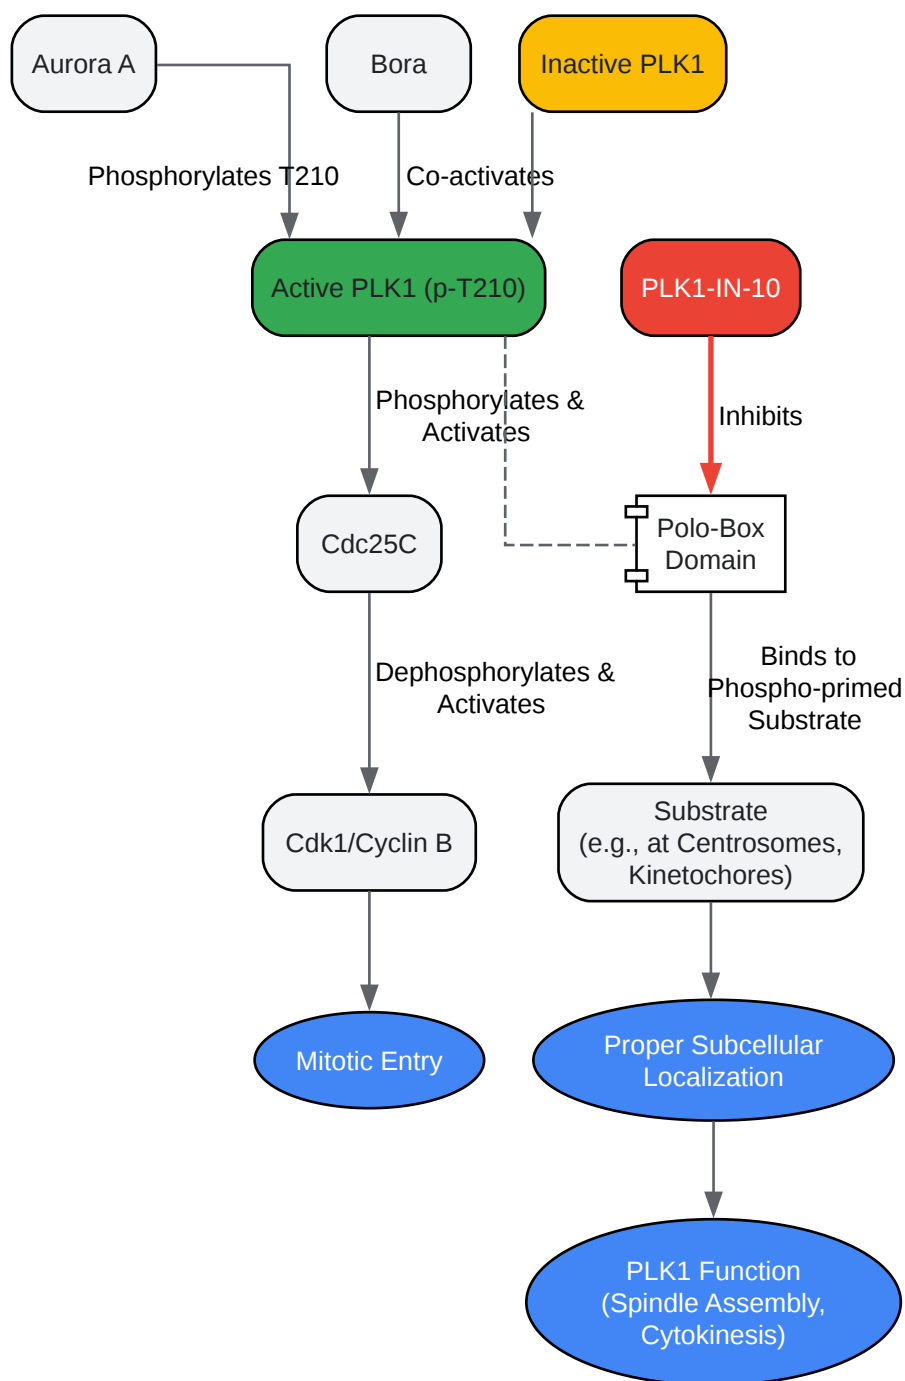 Aurora A
Bora
Inactive PLK1
Phosphorylates T210
Co-activates
Active PLK1 (p-T210)
PLK1-IN-10
Phosphorylates &
Activates
Inhibits
Cdc25C
Polo-Box
Domain
Dephosphorylates &
Activates
Binds to
Phospho-primed
Substrate
Cdk1/Cyclin B
Substrate
(e.g., at Centrosomes,
Kinetochores)
Mitotic Entry
Proper Subcellular
Localization
PLK1 Function
(Spindle Assembly,
Cytokinesis)